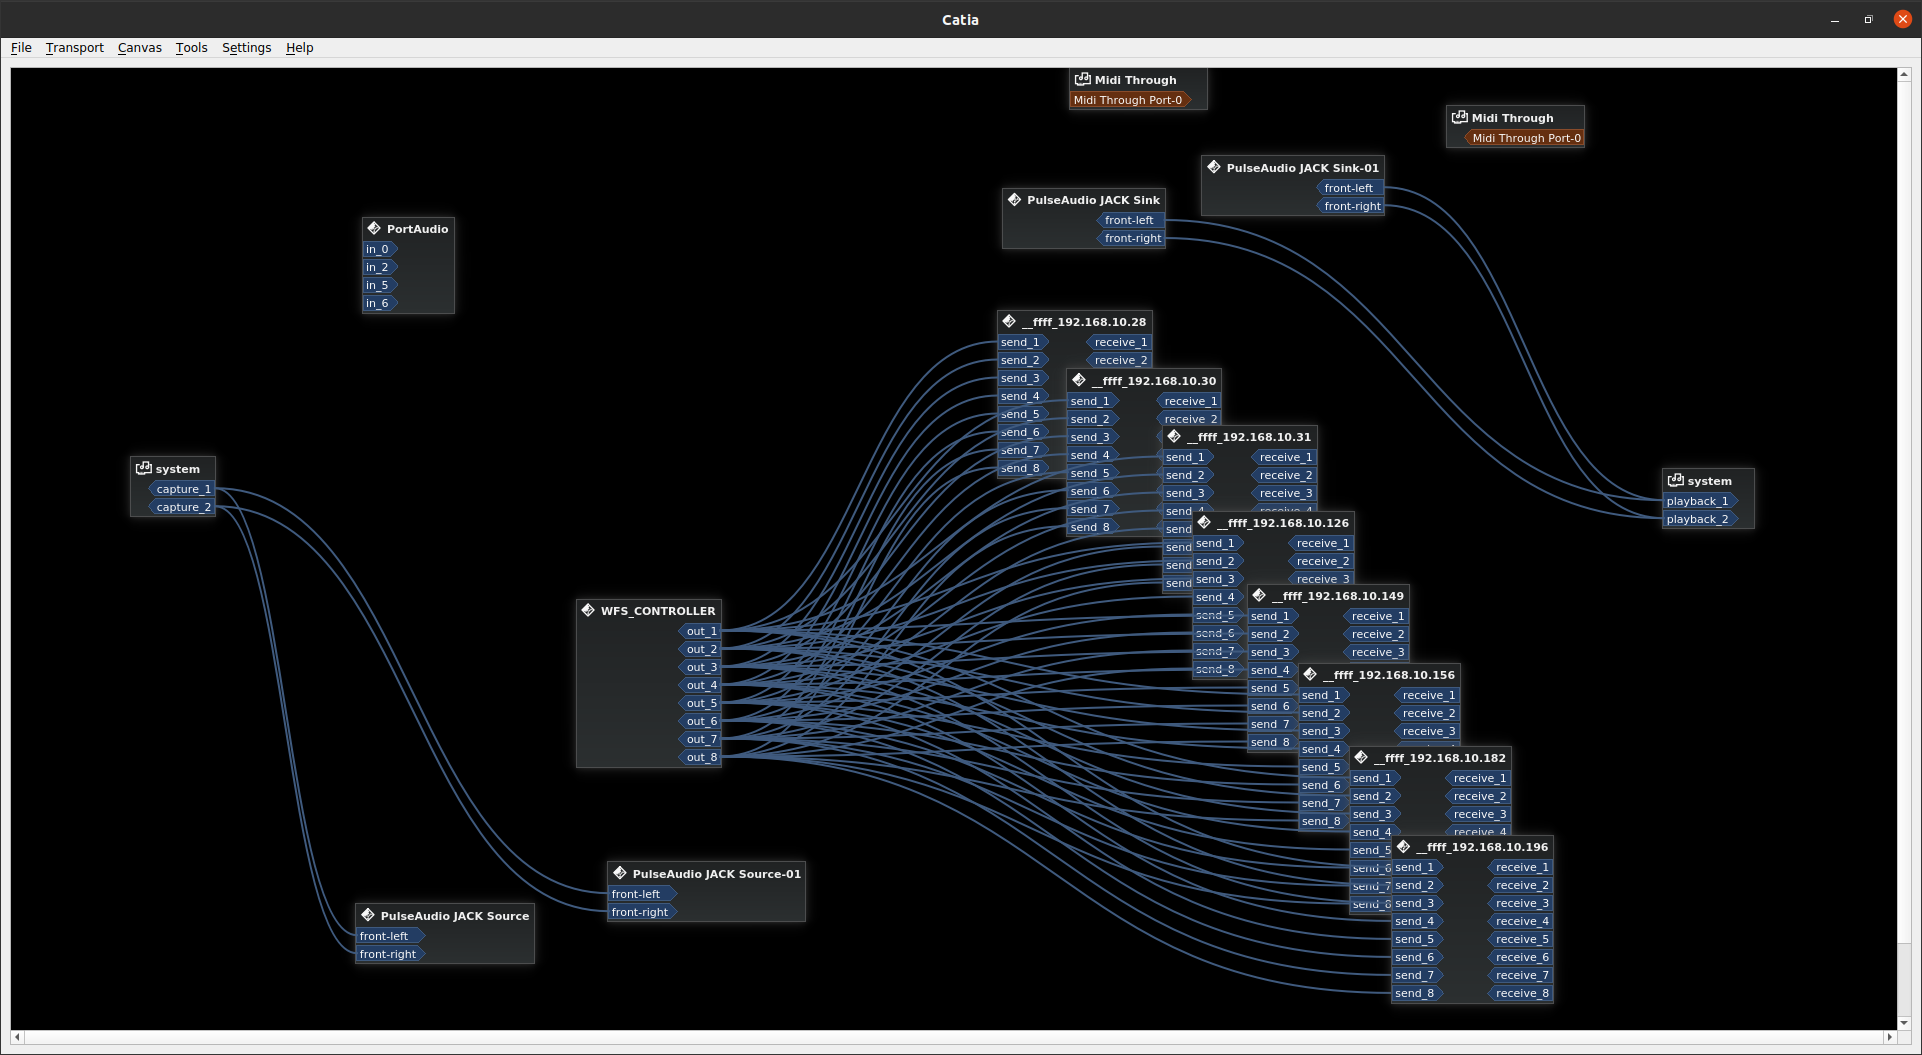 Catia
File Transport Canvas Tools Settings Help
Midi Through
Midi Through Port-0
Midi Through
Midi Through Port-0
PulseAudio JACK Sink-01
front-left
front-right
PulseAudio JACK Sink
front-left
front-right
PortAudio
in_0
in_2
in_5
in_6
__ffff_192.168.10.28
send_1 receive_1
send_2 receive_2
send_3
send_4
send_5
send_6
send_7
send_8
__ffff_192.168.10.30
send_1 receive_1
send_2 receive_2
send_3
send_4
send_5
send_6
send_7
send_8
__ffff_192.168.10.31
send_1 receive_1
send_2 receive_2
send_3 receive_3
send_4 receive_4
send
send
send
system
capture_1
capture_2
system
playback_1
playback_2
__ffff_192.168.10.126
send_1 receive_1
send_2 receive_2
send_3 receive_3
send_4
send_5
send_6
send_7
send_8
__ffff_192.168.10.149
send_1 receive_1
send_2 receive_2
send_3 receive_3
send_4
send_5
send_6
send_7
send_8
WFS_CONTROLLER
out_1
out_2
out_3
out_4
out_5
out_6
out_7
out_8
__ffff_192.168.10.156
send_1 receive_1
send_2 receive_2
send_3 receive_3
send_4
send_5
send_6
send_7
send_8
__ffff_192.168.10.182
send_1 receive_1
send_2 receive_2
send_3 receive_3
send_4 receive_4
send_5
send_6
send_7
send_8
__ffff_192.168.10.196
send_1 receive_1
send_2 receive_2
send_3 receive_3
send_4 receive_4
send_5 receive_5
send_6 receive_6
send_7 receive_7
send_8 receive_8
PulseAudio JACK Source-01
front-left
front-right
PulseAudio JACK Source
front-left
front-right